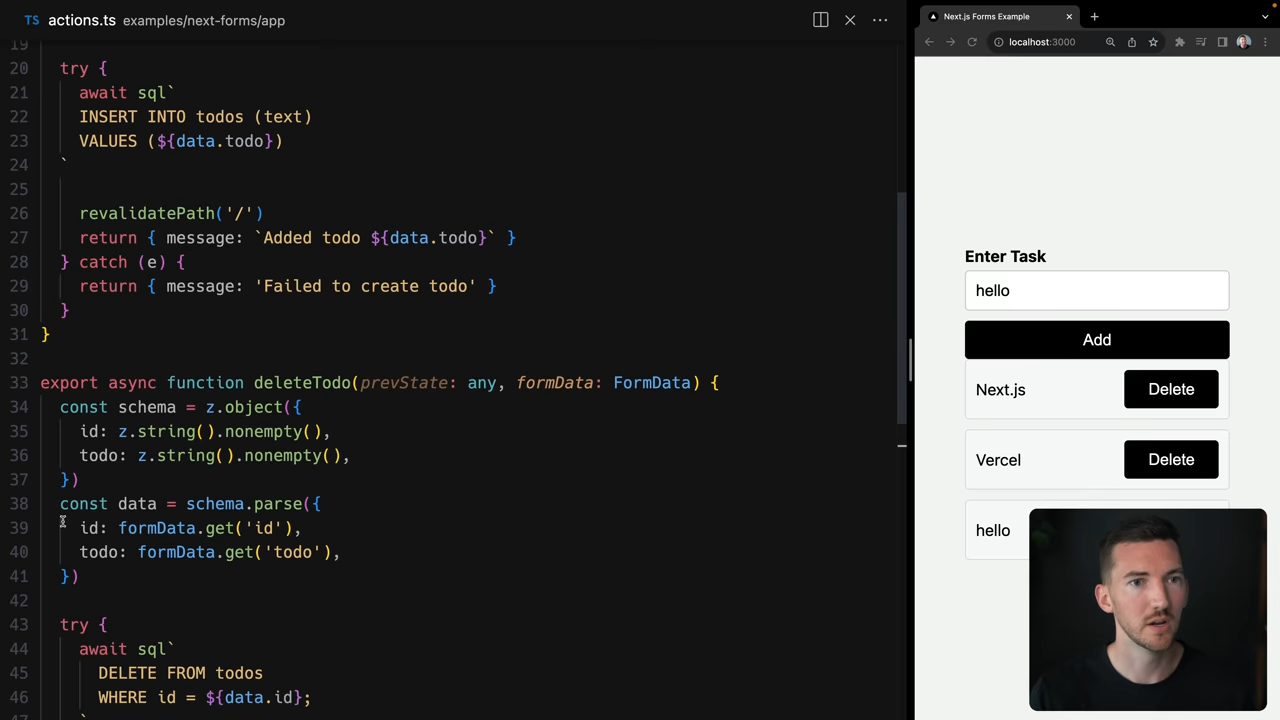 TS actions.ts examples/next-forms/app
19
20 try {
21 await sql`
22 INSERT INTO todos (text)
23 VALUES (${data.todo})
24 `
25
26 revalidatePath('/')
27 return { message: `Added todo ${data.todo}` }
28 } catch (e) {
29 return { message: 'Failed to create todo' }
30 }
31 }
32
33 export async function deleteTodo(prevState: any, formData: FormData) {
34 const schema = z.object({
35 id: z.string().nonempty(),
36 todo: z.string().nonempty(),
37 })
38 const data = schema.parse({
39 id: formData.get('id'),
40 todo: formData.get('todo'),
41 })
42
43 try {
44 await sql`
45 DELETE FROM todos
46 WHERE id = ${data.id};
47 `
Next.js Forms Example
localhost:3000
Enter Task
hello
Add
Next.js Delete
Vercel Delete
hello